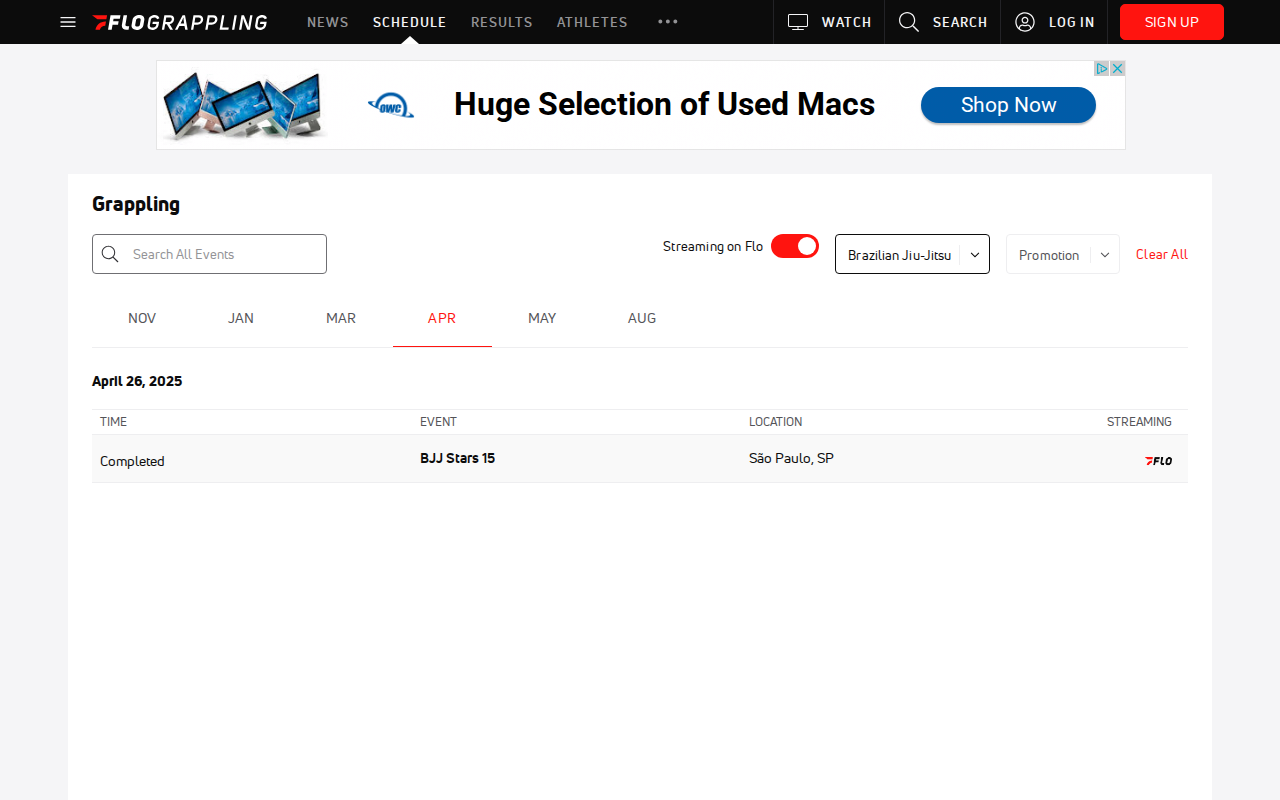 FLOGRAPPLING NEWS SCHEDULE RESULTS ATHLETES WATCH SEARCH LOG IN SIGN UP
OWC Huge Selection of Used Macs Shop Now
Grappling
Search All Events Streaming on Flo Brazilian Jiu-Jitsu Promotion Clear All
NOV JAN MAR APR MAY AUG
April 26, 2025
TIME EVENT LOCATION STREAMING
Completed BJJ Stars 15 São Paulo, SP FLO